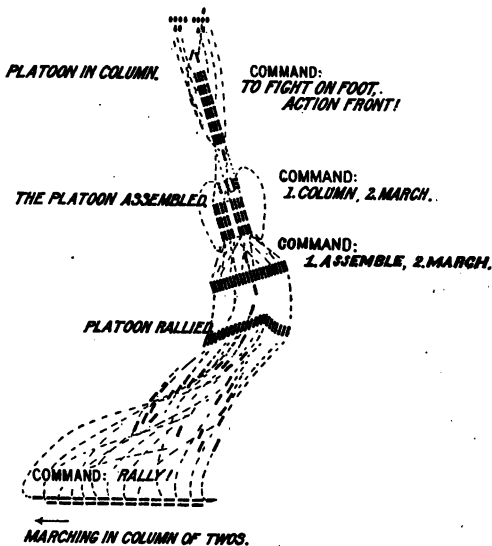 PLATOON IN COLUMN.
COMMAND:
TO FIGHT ON FOOT,.
ACTION FRONT!
COMMAND:
1. COLUMN, 2. MARCH.
THE PLATOON ASSEMBLED.
COMMAND:
1. ASSEMBLE, 2. MARCH.
PLATOON RALLIED.
COMMAND: RALLY!
MARCHING IN COLUMN OF TWOS.